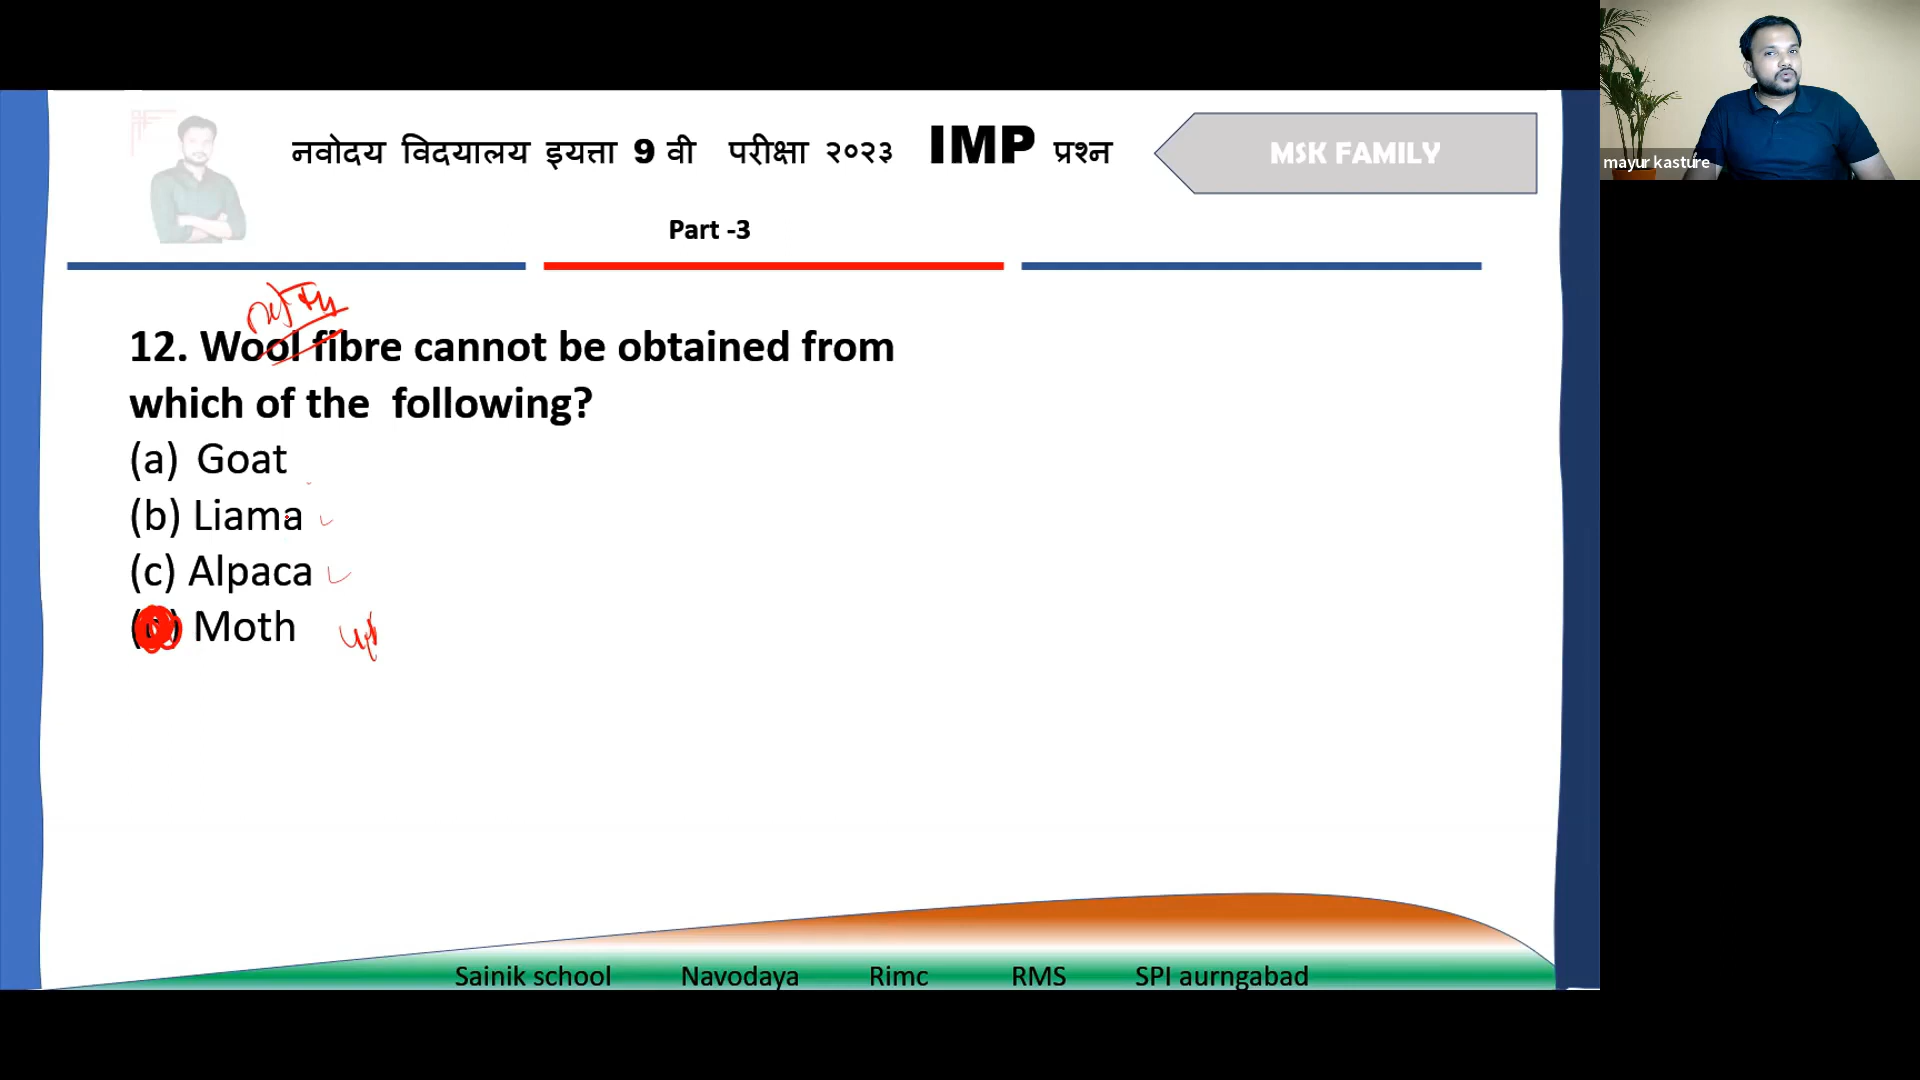 नवोदय विदयालय इयत्ता 9 वी परीक्षा २०२३ IMP प्रश्न
MSK FAMILY
mayur kasture
Part -3
12. Wool fibre cannot be obtained from
which of the following?
(a) Goat
(b) Liama
(c) Alpaca
Moth
Sainik school Navodaya Rimc RMS SPI aurngabad